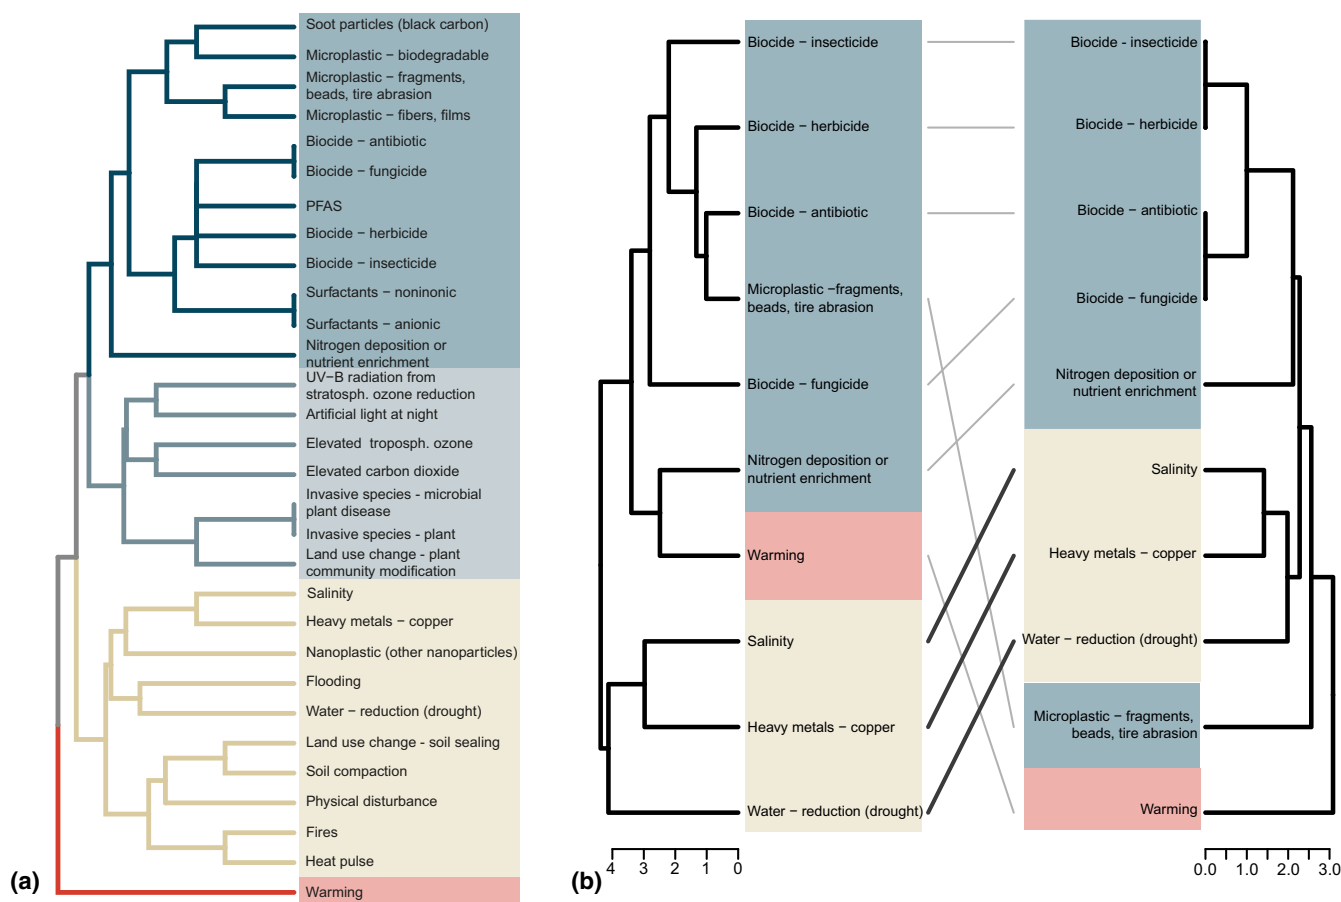 Soot particles (black carbon)
Microplastic − biodegradable
Microplastic − fragments,
beads, tire abrasion
Microplastic − fibers, films
Biocide − antibiotic
Biocide − fungicide
PFAS
Biocide − herbicide
Biocide − insecticide
Surfactants − noninonic
Surfactants − anionic
Nitrogen deposition or
nutrient enrichment
UV−B radiation from
stratosph. ozone reduction
Artificial light at night
Elevated troposph. ozone
Elevated carbon dioxide
Invasive species - microbial
plant disease
Invasive species - plant
Land use change - plant
community modification
Salinity
Heavy metals − copper
Nanoplastic (other nanoparticles)
Flooding
Water − reduction (drought)
Land use change - soil sealing
Soil compaction
Physical disturbance
Fires
Heat pulse
Warming
(a)
Biocide − insecticide
Biocide − herbicide
Biocide − antibiotic
Microplastic −fragments,
beads, tire abrasion
Biocide − fungicide
Nitrogen deposition or
nutrient enrichment
Warming
Salinity
Heavy metals − copper
Water − reduction (drought)
4 3 2 1 0
(b)
Biocide - insecticide
Biocide − herbicide
Biocide − antibiotic
Biocide − fungicide
Nitrogen deposition or
nutrient enrichment
Salinity
Heavy metals − copper
Water − reduction (drought)
Microplastic − fragments,
beads, tire abrasion
Warming
0.0 1.0 2.0 3.0